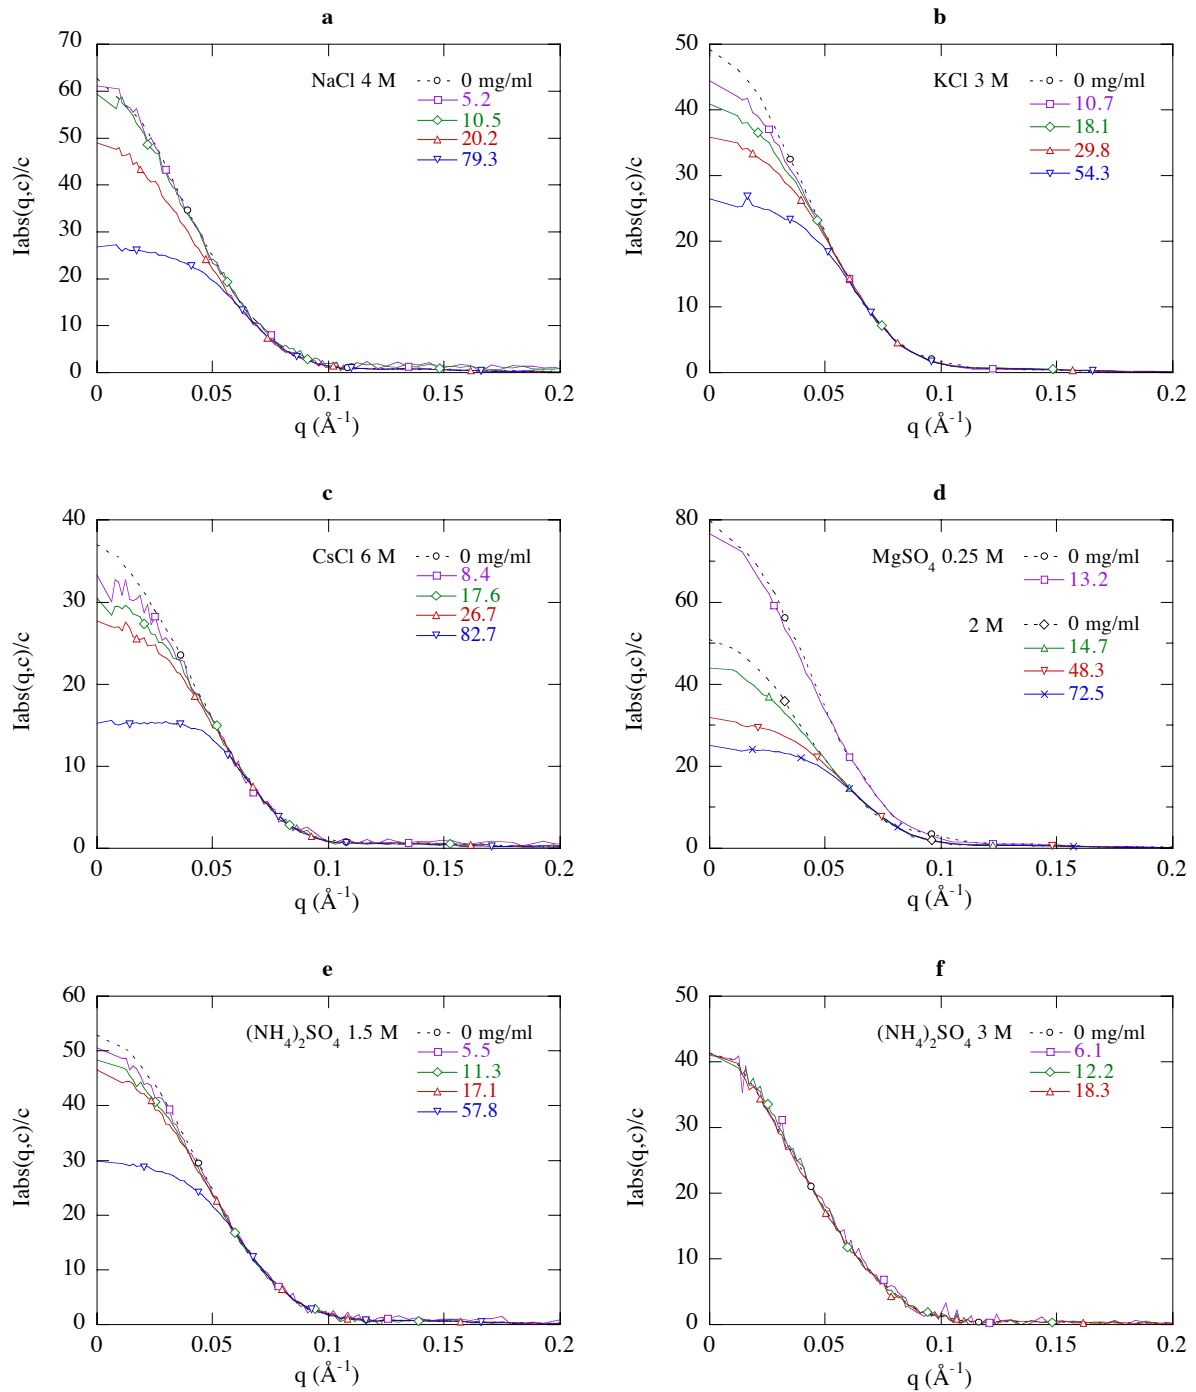 a
Iabs(q,c)/c
70
60
50
40
30
20
10
0
NaCl 4 M
0 mg/ml
5.2
10.5
20.2
79.3
0
0.05
0.1
0.15
0.2
q (Å⁻¹)
b
Iabs(q,c)/c
50
40
30
20
10
0
KCl 3 M
0 mg/ml
10.7
18.1
29.8
54.3
0
0.05
0.1
0.15
0.2
q (Å⁻¹)
c
Iabs(q,c)/c
40
30
20
10
0
CsCl 6 M
0 mg/ml
8.4
17.6
26.7
82.7
0
0.05
0.1
0.15
0.2
q (Å⁻¹)
d
Iabs(q,c)/c
80
60
40
20
0
MgSO₄ 0.25 M
0 mg/ml
13.2
2 M
0 mg/ml
14.7
48.3
72.5
0
0.05
0.1
0.15
0.2
q (Å⁻¹)
e
Iabs(q,c)/c
60
50
40
30
20
10
0
(NH₄)₂SO₄ 1.5 M
0 mg/ml
5.5
11.3
17.1
57.8
0
0.05
0.1
0.15
0.2
q (Å⁻¹)
f
Iabs(q,c)/c
50
40
30
20
10
0
(NH₄)₂SO₄ 3 M
0 mg/ml
6.1
12.2
18.3
0
0.05
0.1
0.15
0.2
q (Å⁻¹)